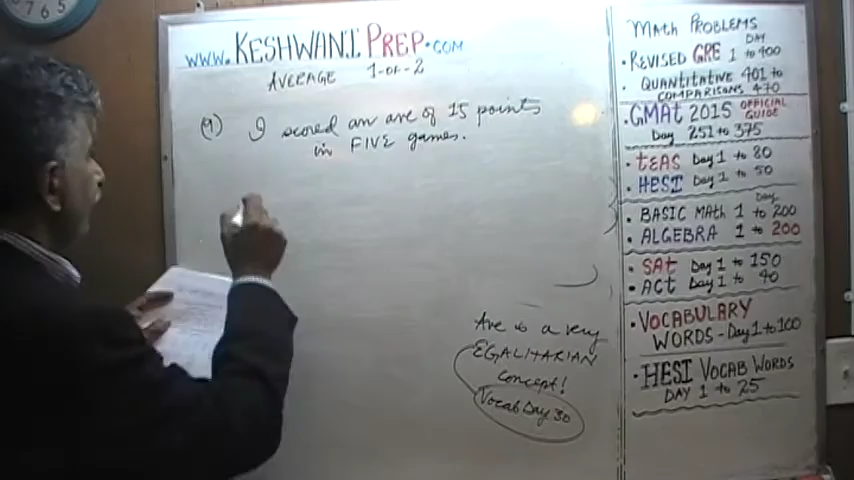 7 6 5
www.KESHWANI PREP.COM
AVERAGE 1-of-2
(9) I scored an ave of 15 points
in FIVE games.
Ave is a very
EGALITARIAN
concept!
Vocab Day 30
MATH PROBLEMS
DAY
• REVISED GRE 1 to 400
• QUANTITATIVE 401 to
COMPARISONS 470
• GMAt 2015 OFFICIAL
GUIDE
Day 251 to 375
• tEAS Day 1 to 80
• HESI Day 1 to 50
Day
• BASIC MAth 1 to 200
• ALGEBRA 1 to 200
• SAt Day 1 to 150
• ACt Day 1 to 40
• VOCABULARY
WORDS - Day 1 to 100
• HESI VOCAB WORDS
DAY 1 to 25